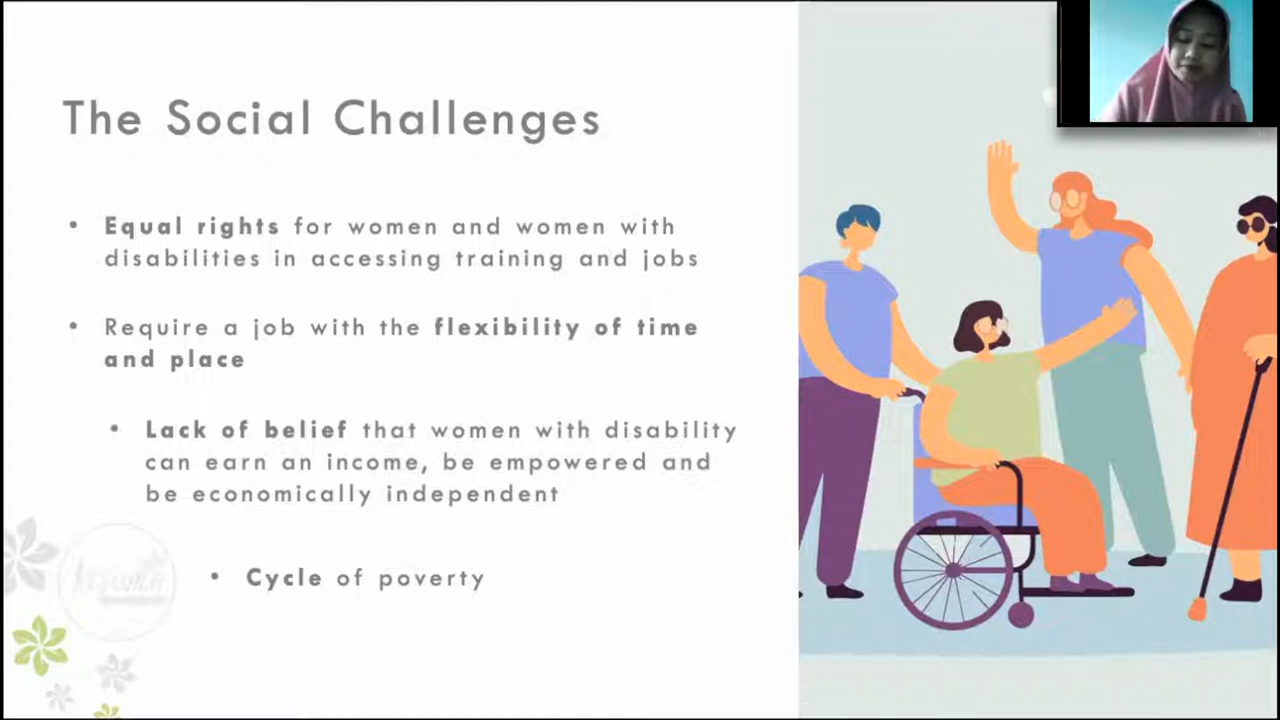 The Social Challenges
• Equal rights for women and women with
disabilities in accessing training and jobs
• Require a job with the flexibility of time
and place
• Lack of belief that women with disability
can earn an income, be empowered and
be economically independent
• Cycle of poverty